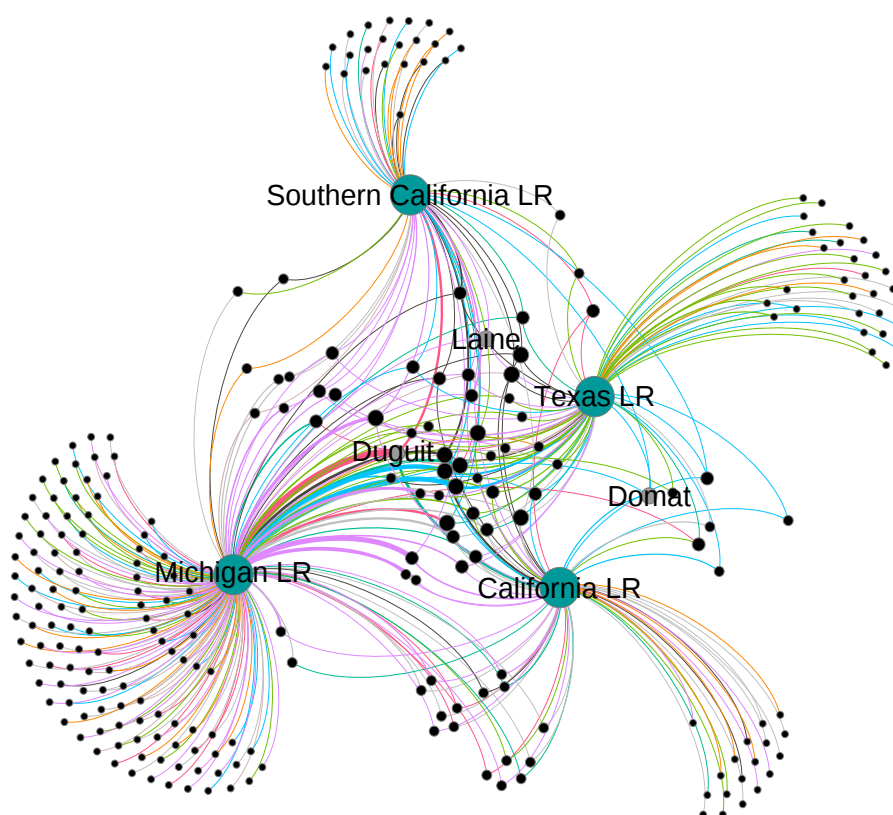 Southern California LR
Laine
Texas LR
Duguit
Domat
Michigan LR
California LR